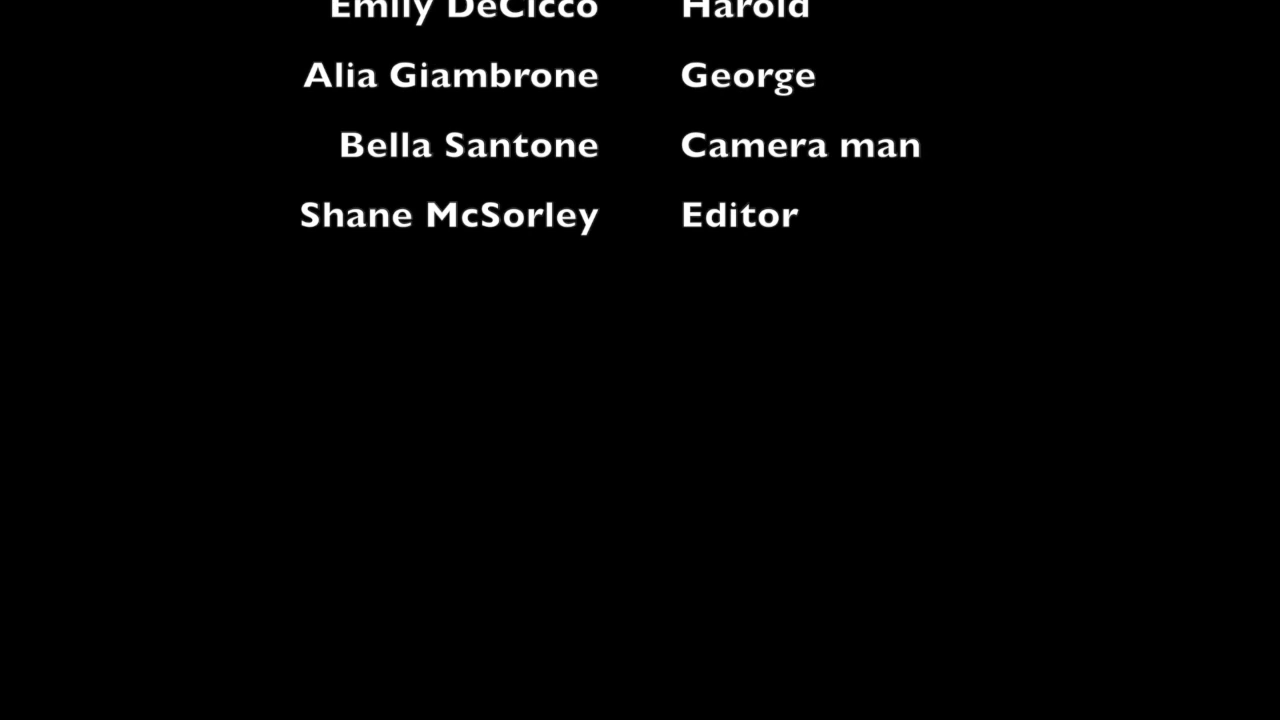 Emily DeCicco Harold
Alia Giambrone George
Bella Santone Camera man
Shane McSorley Editor